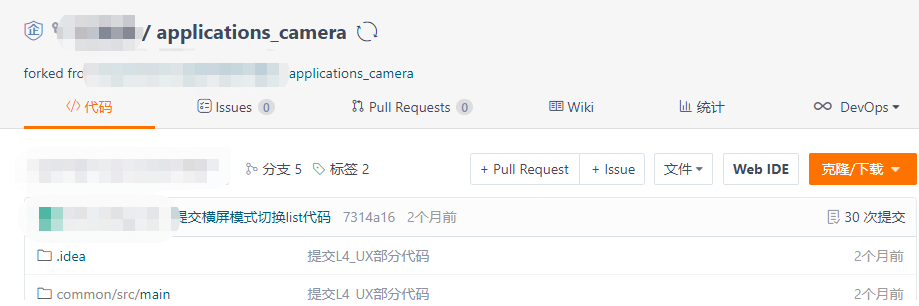 企 / applications_camera
forked fro applications_camera
代码 Issues 0 Pull Requests 0 Wiki 统计 DevOps
分支 5 标签 2 + Pull Request + Issue 文件 Web IDE 克隆/下载
提交横屏模式切换list代码 7314a16 2个月前 30 次提交
.idea 提交L4_UX部分代码 2个月前
common/src/main 提交L4_UX部分代码 2个月前